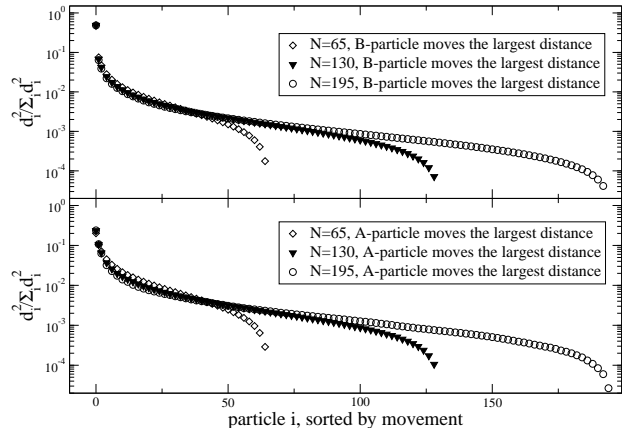 10^0
10^-1
10^-2
10^-3
10^-4
d_i^2/Σ_i d_i^2
N=65, B-particle moves the largest distance
N=130, B-particle moves the largest distance
N=195, B-particle moves the largest distance
10^0
10^-1
10^-2
10^-3
10^-4
d_i^2/Σ_i d_i^2
N=65, A-particle moves the largest distance
N=130, A-particle moves the largest distance
N=195, A-particle moves the largest distance
0 50 100 150
particle i, sorted by movement